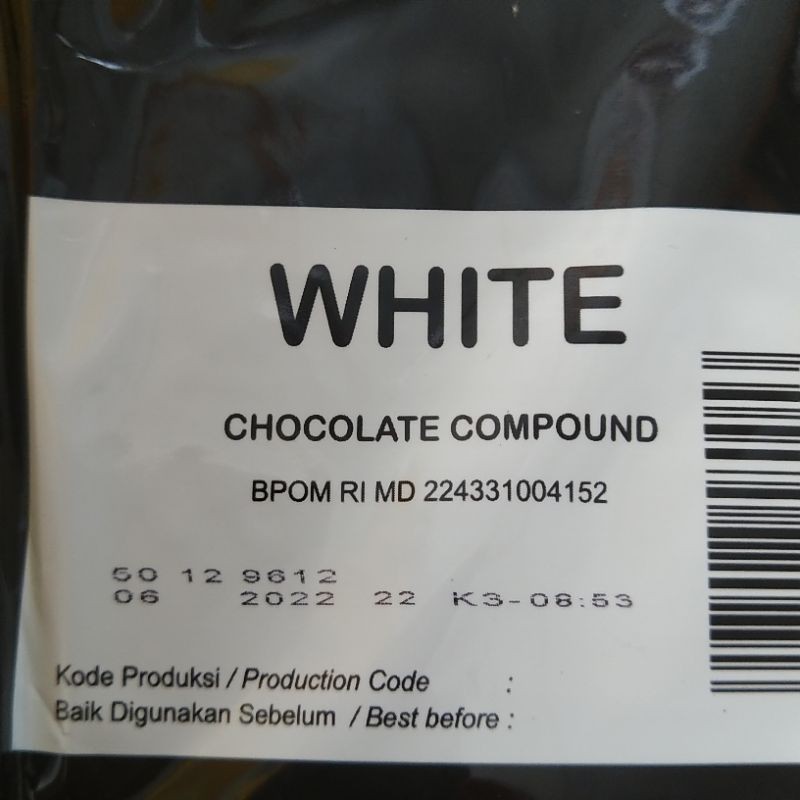 WHITE
CHOCOLATE COMPOUND
BPOM RI MD 224331004152
50 12 9612
06 2022 22 K3-08:53
Kode Produksi / Production Code :
Baik Digunakan Sebelum / Best before :